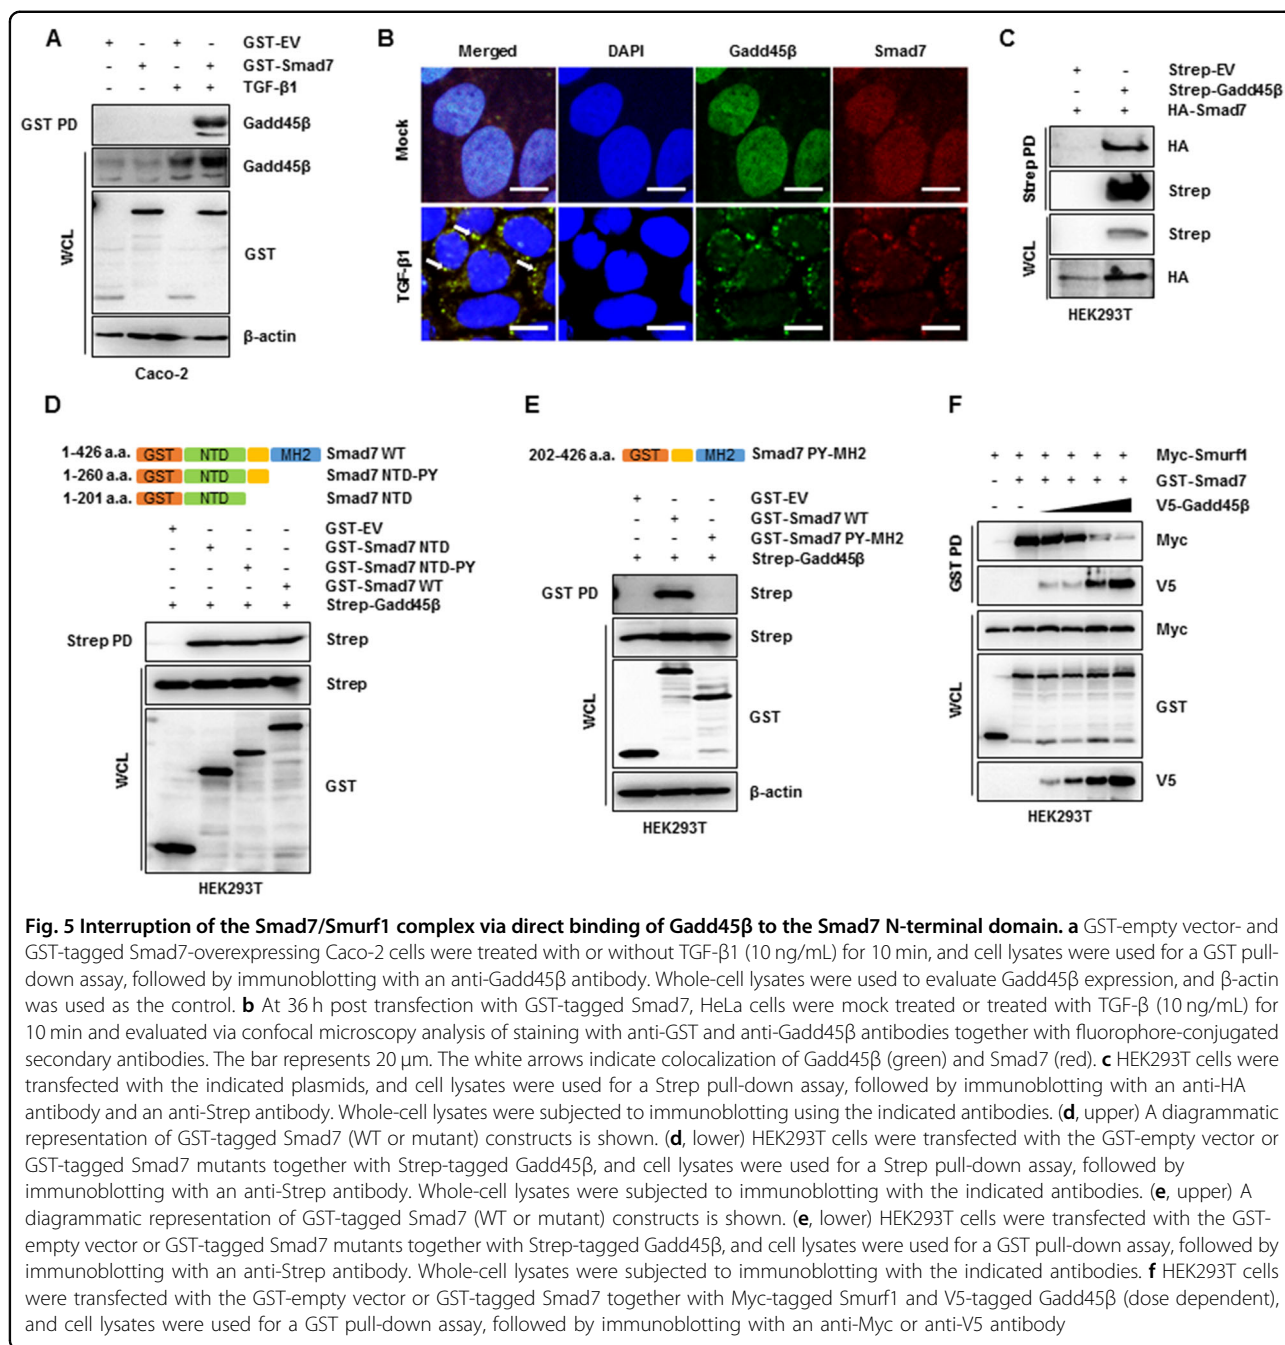 A
+ - + - GST-EV
- + - + GST-Smad7
- - + + TGF-β1
GST PD
Gadd45β
Gadd45β
WCL
GST
β-actin
Caco-2
B
Merged DAPI Gadd45β Smad7
Mock
TGF-β1
C
+ - Strep-EV
- + Strep-Gadd45β
+ + HA-Smad7
Strep PD
HA
Strep
WCL
Strep
HA
HEK293T
D
1-426 a.a. GST NTD MH2 Smad7 WT
1-260 a.a. GST NTD Smad7 NTD-PY
1-201 a.a. GST NTD Smad7 NTD
+ - - - GST-EV
- + - - GST-Smad7 NTD
- - + - GST-Smad7 NTD-PY
- - - + GST-Smad7 WT
+ + + + Strep-Gadd45β
Strep PD Strep
Strep
WCL
GST
HEK293T
E
202-426 a.a. GST MH2 Smad7 PY-MH2
+ - - GST-EV
- + - GST-Smad7 WT
- - + GST-Smad7 PY-MH2
+ + + Strep-Gadd45β
GST PD Strep
Strep
WCL
GST
β-actin
HEK293T
F
+ + + + + + Myc-Smurf1
- + + + + + GST-Smad7
- - V5-Gadd45β
GST PD
Myc
V5
WCL
Myc
GST
V5
HEK293T
Fig. 5 Interruption of the Smad7/Smurf1 complex via direct binding of Gadd45β to the Smad7 N-terminal domain. a GST-empty vector- and
GST-tagged Smad7-overexpressing Caco-2 cells were treated with or without TGF-β1 (10 ng/mL) for 10 min, and cell lysates were used for a GST pull-
down assay, followed by immunoblotting with an anti-Gadd45β antibody. Whole-cell lysates were used to evaluate Gadd45β expression, and β-actin
was used as the control. b At 36 h post transfection with GST-tagged Smad7, HeLa cells were mock treated or treated with TGF-β (10 ng/mL) for
10 min and evaluated via confocal microscopy analysis of staining with anti-GST and anti-Gadd45β antibodies together with fluorophore-conjugated
secondary antibodies. The bar represents 20 μm. The white arrows indicate colocalization of Gadd45β (green) and Smad7 (red). c HEK293T cells were
transfected with the indicated plasmids, and cell lysates were used for a Strep pull-down assay, followed by immunoblotting with an anti-HA
antibody and an anti-Strep antibody. Whole-cell lysates were subjected to immunoblotting using the indicated antibodies. (d, upper) A diagrammatic
representation of GST-tagged Smad7 (WT or mutant) constructs is shown. (d, lower) HEK293T cells were transfected with the GST-empty vector or
GST-tagged Smad7 mutants together with Strep-tagged Gadd45β, and cell lysates were used for a Strep pull-down assay, followed by
immunoblotting with an anti-Strep antibody. Whole-cell lysates were subjected to immunoblotting with the indicated antibodies. (e, upper) A
diagrammatic representation of GST-tagged Smad7 (WT or mutant) constructs is shown. (e, lower) HEK293T cells were transfected with the GST-
empty vector or GST-tagged Smad7 mutants together with Strep-tagged Gadd45β, and cell lysates were used for a GST pull-down assay, followed by
immunoblotting with an anti-Strep antibody. Whole-cell lysates were subjected to immunoblotting with the indicated antibodies. f HEK293T cells
were transfected with the GST-empty vector or GST-tagged Smad7 together with Myc-tagged Smurf1 and V5-tagged Gadd45β (dose dependent),
and cell lysates were used for a GST pull-down assay, followed by immunoblotting with an anti-Myc or anti-V5 antibody